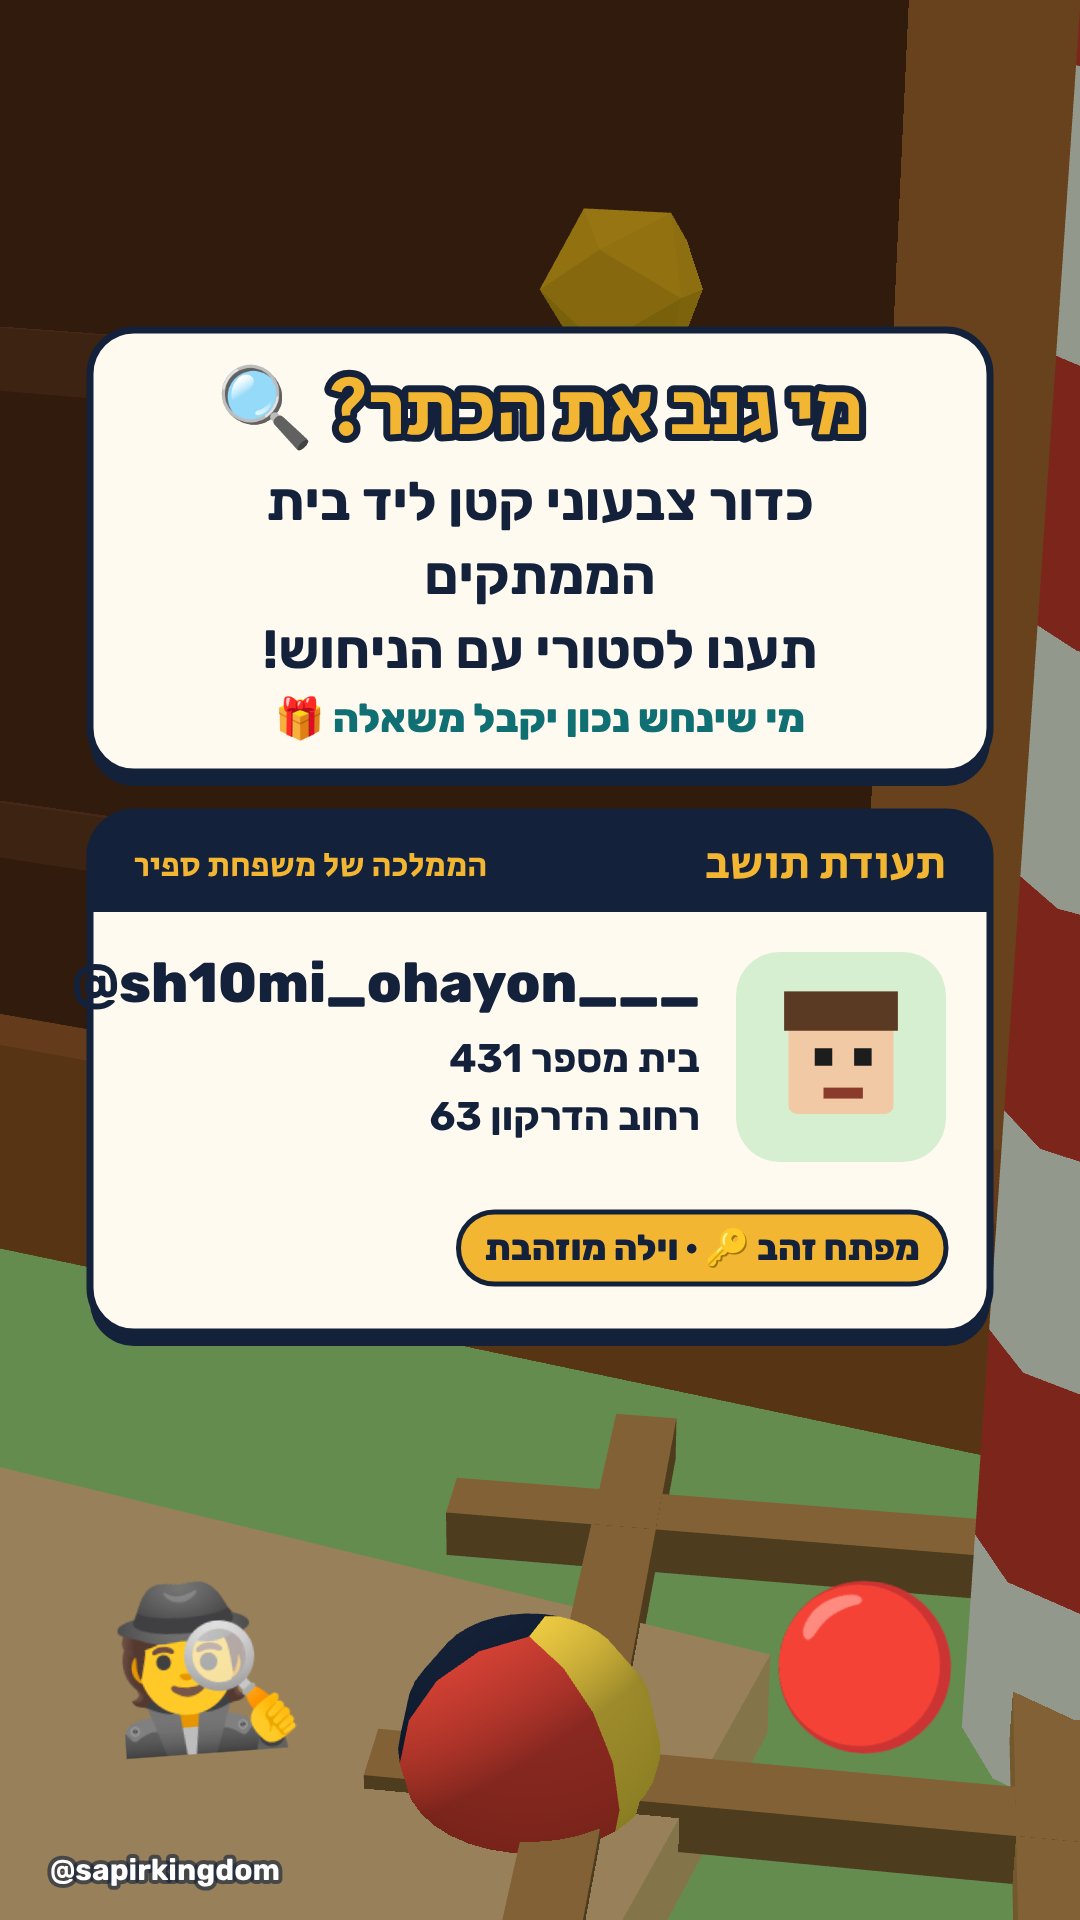 מי גנב את הכתר? 🔍
כדור צבעוני קטן ליד בית
הממתקים
תענו לסטורי עם הניחוש!
מי שינחש נכון יקבל משאלה 🎁
תעודת תושב
הממלכה של משפחת ספיר
@sh10mi_ohayon___
בית מספר 431
רחוב הדרקון 63
מפתח זהב 🔑 • וילה מוזהבת
@sapirkingdom